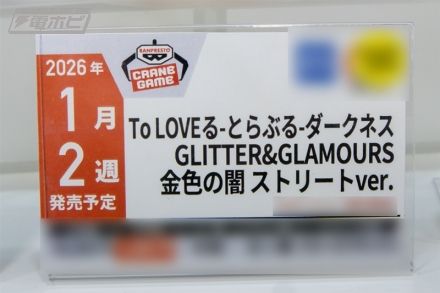 電ホビ
2026年
1月
2週
発売予定
BANPRESTO
CRANE
GAME
To LOVEる-とらぶる-ダークネス
GLITTER&GLAMOURS
金色の闇 ストリートver.